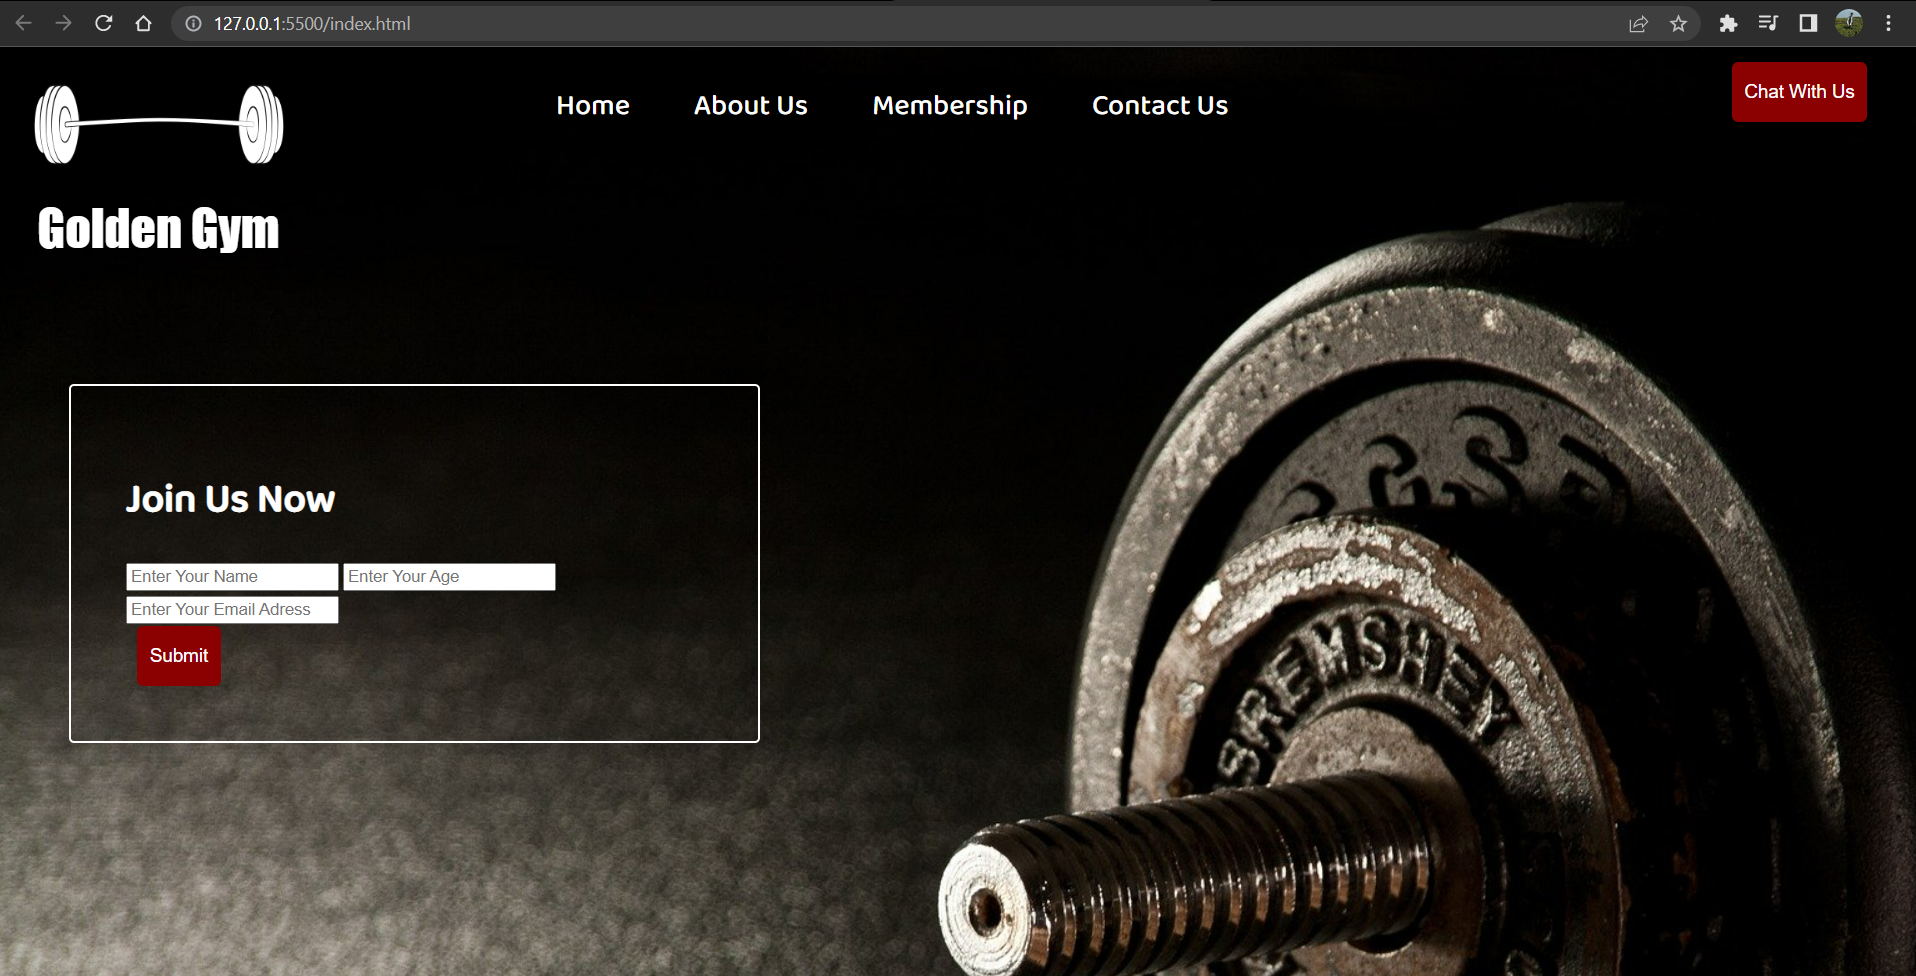 127.0.0.1:5500/index.html
Home About Us Membership Contact Us
Chat With Us
Golden Gym
Join Us Now
Enter Your Name Enter Your Age
Enter Your Email Adress
Submit
BREMSHEY